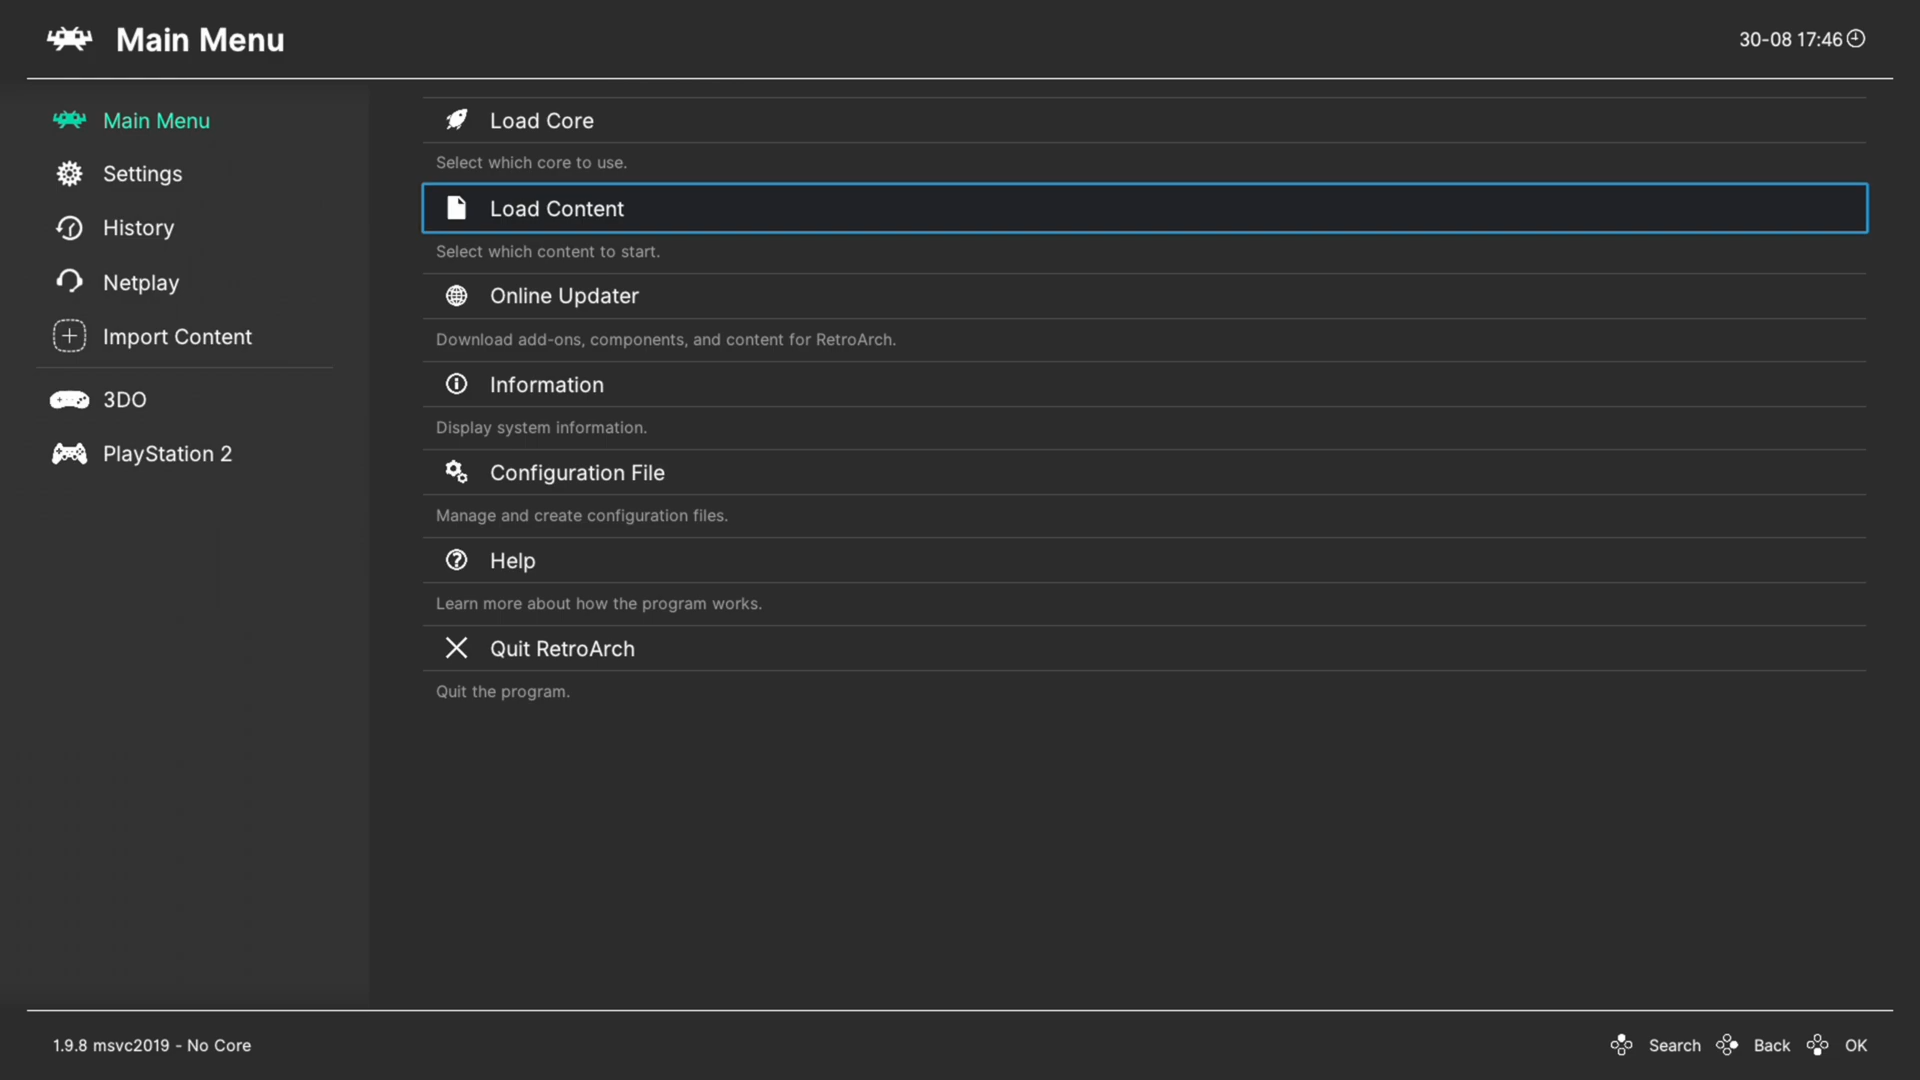 Main Menu
30-08 17:46
Main Menu
Settings
History
Netplay
Import Content
3DO
PlayStation 2
Load Core
Select which core to use.
Load Content
Select which content to start.
Online Updater
Download add-ons, components, and content for RetroArch.
Information
Display system information.
Configuration File
Manage and create configuration files.
Help
Learn more about how the program works.
Quit RetroArch
Quit the program.
1.9.8 msvc2019 - No Core
Search Back OK